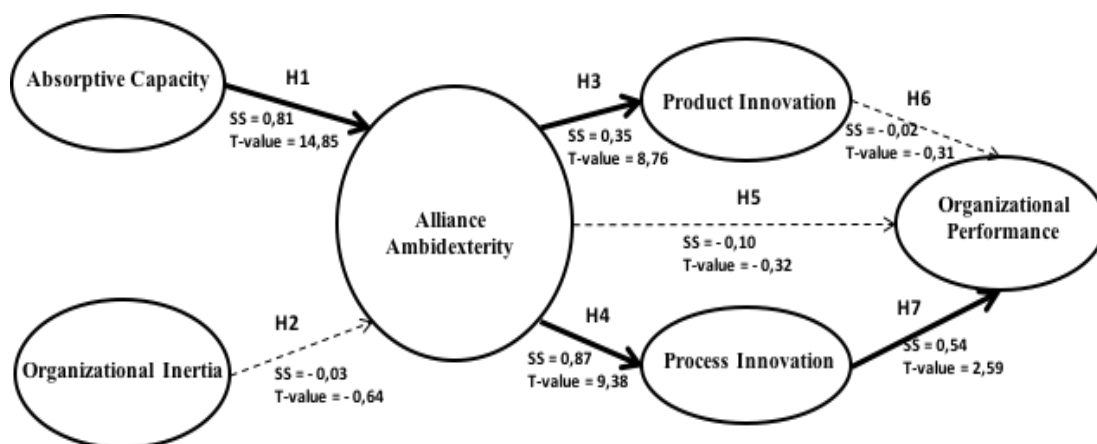 Absorptive Capacity
H1
SS = 0,81
T-value = 14,85
Organizational Inertia
H2
SS = - 0,03
T-value = - 0,64
Alliance
Ambidexterity
H3
SS = 0,35
T-value = 8,76
Product Innovation
H6
SS = - 0,02
T-value = - 0,31
H5
SS = - 0,10
T-value = - 0,32
Organizational
Performance
H4
SS = 0,87
T-value = 9,38
Process Innovation
H7
SS = 0,54
T-value = 2,59